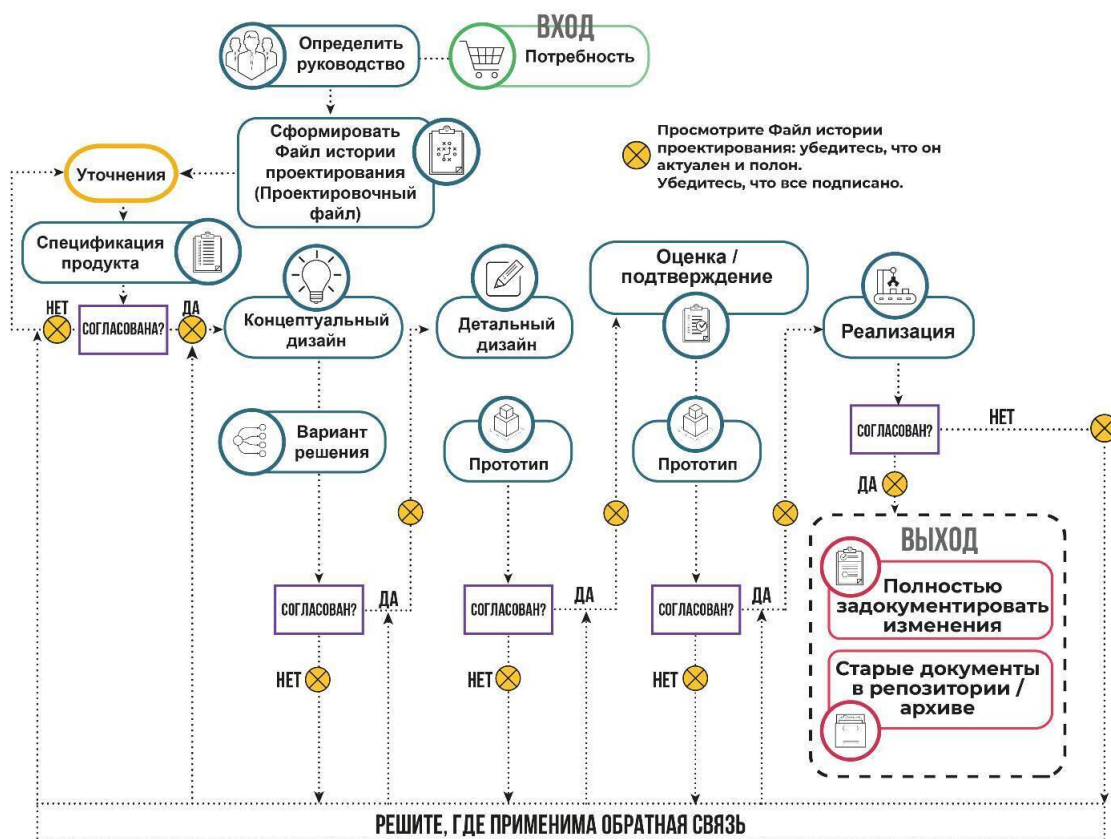 ВХОД
Определить
руководство
Потребность
Сформировать
Файл истории
проектирования
(Проектировочный
файл)
Просмотрите Файл истории
проектирования: убедитесь, что он
актуален и полон.
Убедитесь, что все подписано.
Уточнения
Спецификация
продукта
НЕТ
СОГЛАСОВАНА?
ДА
Концептуальный
дизайн
Детальный
дизайн
Оценка /
подтверждение
Реализация
Вариант
решения
Прототип
Прототип
СОГЛАСОВАН?
НЕТ
ДА
СОГЛАСОВАН?
ДА
НЕТ
СОГЛАСОВАН?
ДА
НЕТ
СОГЛАСОВАН?
ДА
НЕТ
ВЫХОД
Полностью
задокументировать
изменения
Старые документы
в репозитории /
архиве
РЕШИТЕ, ГДЕ ПРИМЕНИМА ОБРАТНАЯ СВЯЗЬ